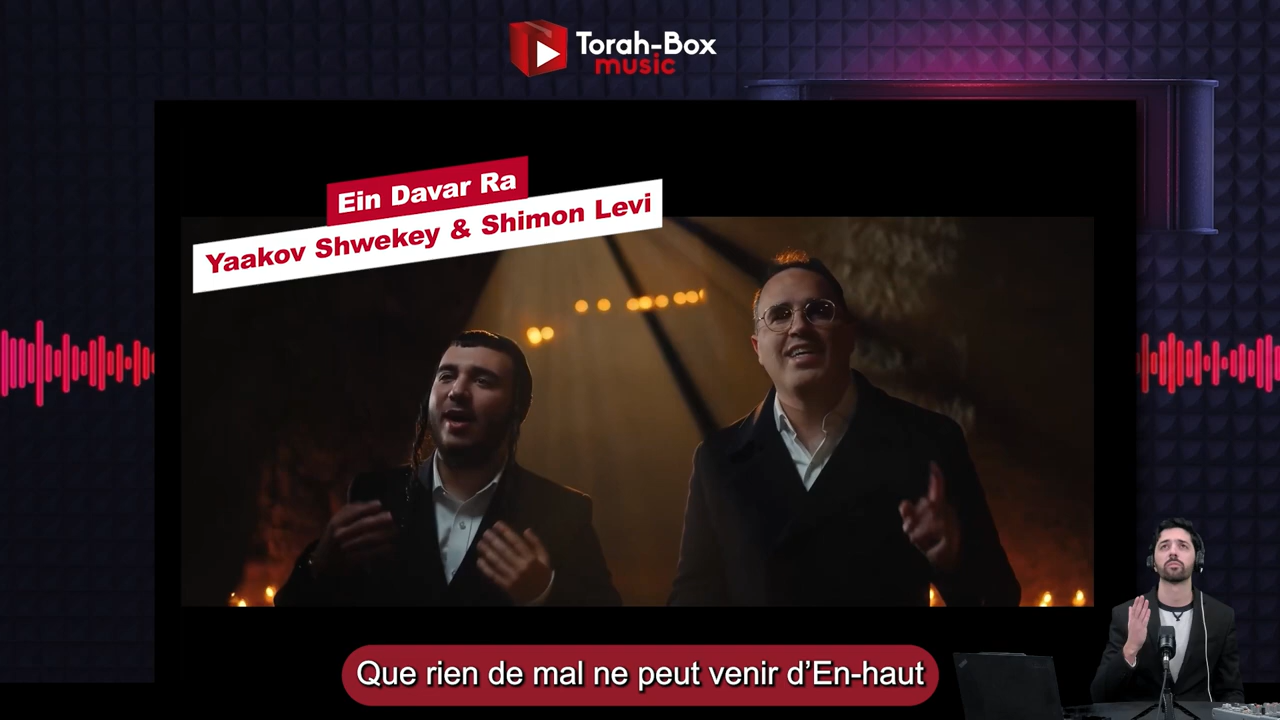 Torah-Box
music
Ein Davar Ra
Yaakov Shwekey & Shimon Levi
Que rien de mal ne peut venir d’En-haut